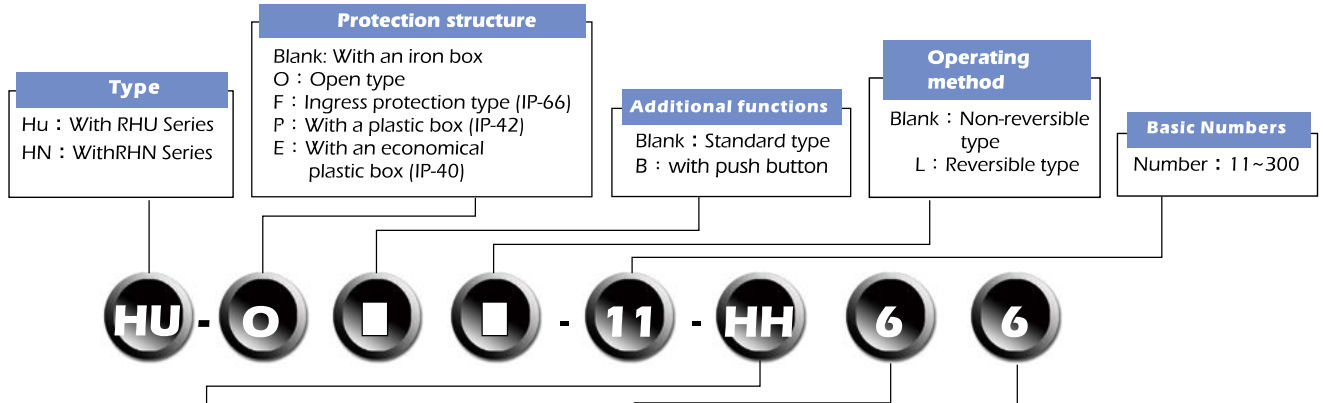 Protection structure
Blank: With an iron box
O : Open type
F : Ingress protection type (IP-66)
P : With a plastic box (IP-42)
E : With an economical
plastic box (IP-40)
Type
Hu : With RHU Series
HN : WithRHN Series
Additional functions
Blank : Standard type
B : with push button
Operating
method
Blank : Non-reversible
type
L : Reversible type
Basic Numbers
Number : 11~300
HU - O - 11 - HH 6 6